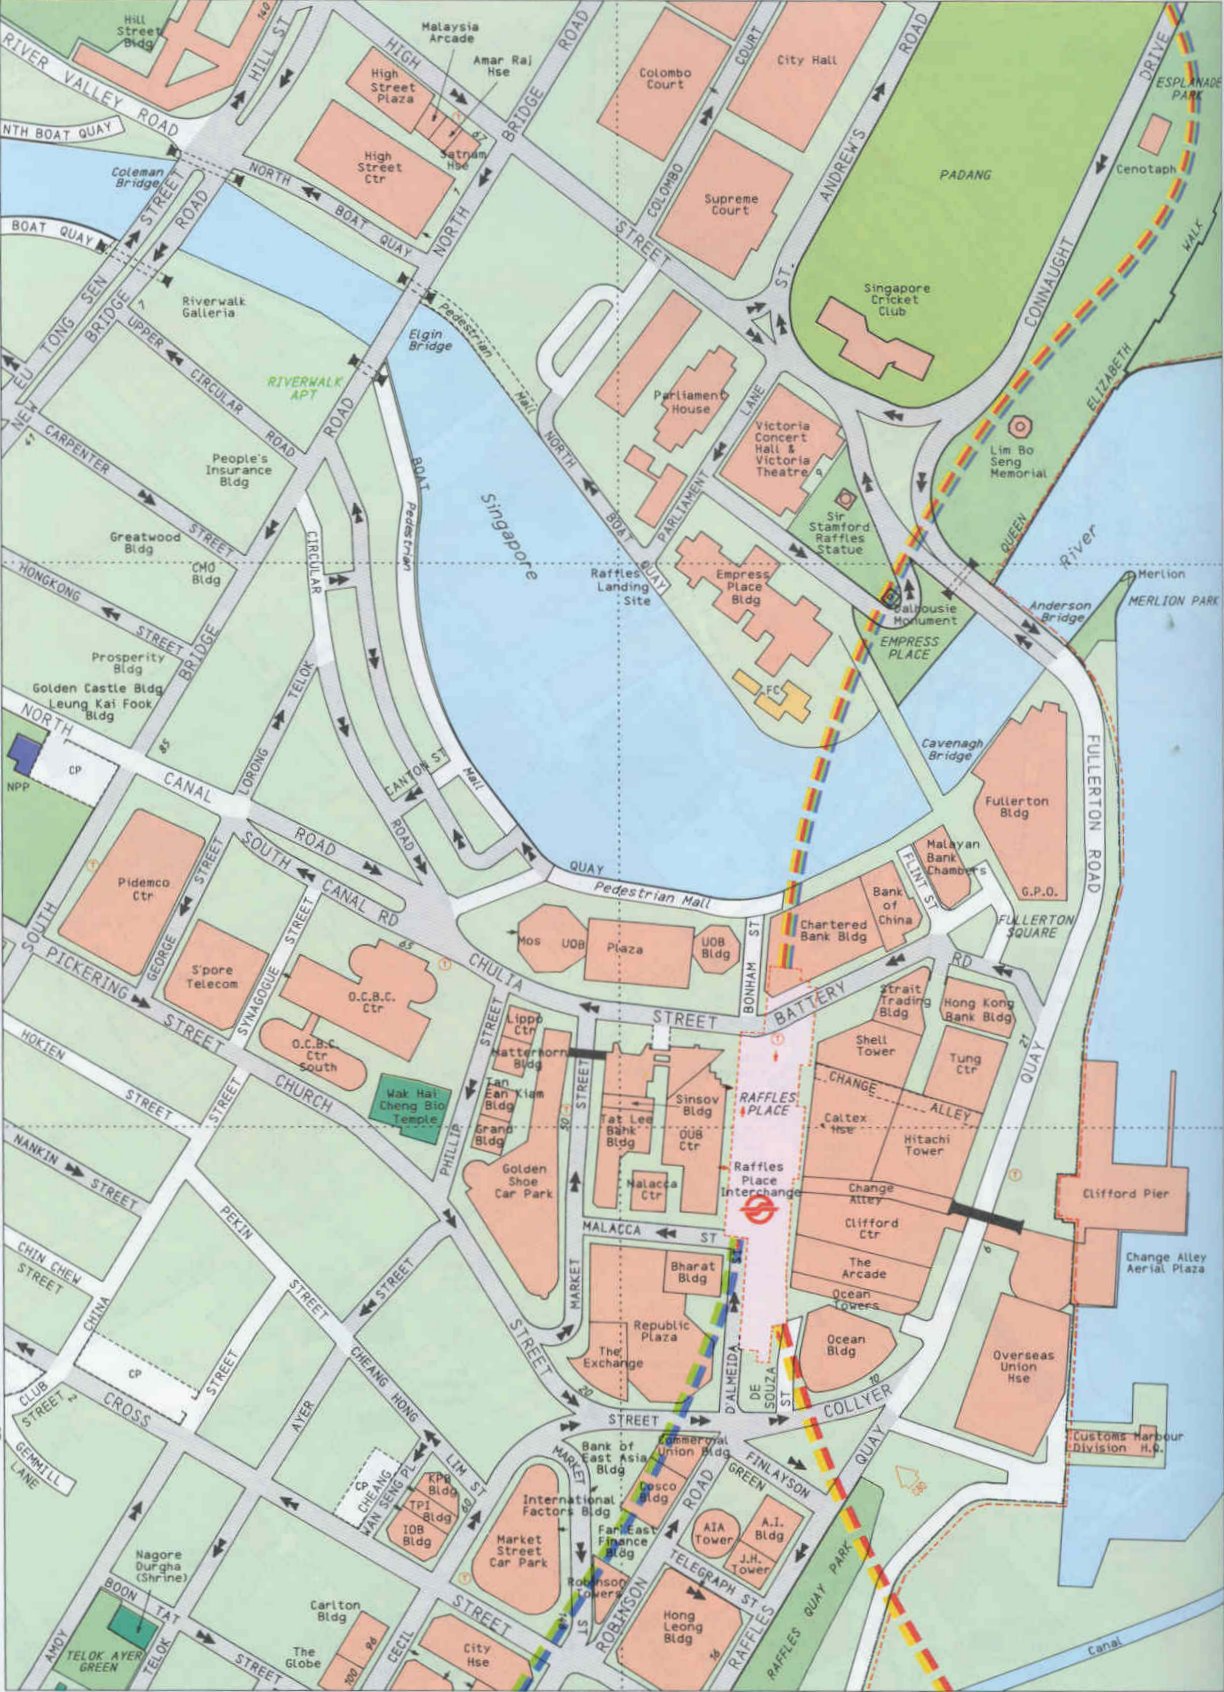 Hill
Street
Bldg
140
HILL ST
RIVER VALLEY ROAD
NTH BOAT QUAY
HIGH
Malaysia
Arcade
Amar Raj
Hse
High
Street
Plaza
67
Satnam
Hse
High
Street
Ctr
1
NORTH BRIDGE ROAD
Colombo
Court
COLOMBO COURT
City Hall
Supreme
Court
ST. ANDREW'S ROAD
PADANG
CONNAUGHT DRIVE
ESPLANADE
PARK
Cenotaph
QUEEN ELIZABETH WALK
Coleman
Bridge
NORTH BOAT QUAY
BOAT QUAY
EU TONG SEN STREET
NEW BRIDGE ROAD
47
7
Riverwalk
Galleria
UPPER CIRCULAR ROAD
RIVERWALK
APT
Elgin
Bridge
Pedestrian Mall
STREET
Singapore
Cricket
Club
Parliament
House
PARLIAMENT LANE
Victoria
Concert
Hall &
Victoria
Theatre
9
Lim Bo
Seng
Memorial
Sir
Stamford
Raffles
Statue
CARPENTER STREET
People's
Insurance
Bldg
Greatwood
Bldg
CMO
Bldg
HONGKONG STREET
Prosperity
Bldg
Golden Castle Bldg
Leung Kai Fook
Bldg
CIRCULAR ROAD
BOAT QUAY
Pedestrian Mall
Singapore River
NORTH BOAT QUAY
Raffles
Landing
Site
Empress
Place
Bldg
FC
Dalhousie
Monument
EMPRESS
PLACE
Merlion
MERLION PARK
Anderson
Bridge
Cavenagh
Bridge
NORTH CANAL ROAD
NPP
CP
85
LORONG TELOK
CANTON ST
SOUTH BRIDGE ROAD
SOUTH CANAL RD
Pidemco
Ctr
GEORGE STREET
S'pore
Telecom
SYNAGOGUE STREET
65
O.C.B.C.
Ctr
O.C.B.C.
Ctr
South
PICKERING STREET
CHULIA STREET
Mos
UOB
Plaza
UOB
Bldg
Pedestrian Mall
BONHAM ST
Chartered
Bank Bldg
Bank
of
China
FLINT ST
Malayan
Bank
Chambers
Fullerton
Bldg
G.P.O.
FULLERTON
SQUARE
FULLERTON ROAD
BATTERY RD
Strait
Trading
Bldg
Hong Kong
Bank Bldg
21
Shell
Tower
Tung
Ctr
CHANGE ALLEY
Caltex
Hse
Hitachi
Tower
RAFFLES
PLACE
Raffles
Place
Interchange
Change
Alley
Clifford
Ctr
The
Arcade
Ocean
Towers
Ocean
Bldg
Clifford Pier
Change Alley
Aerial Plaza
6
Overseas
Union
Hse
Customs Harbour
Division H.Q.
COLLYER QUAY
10
HOKIEN STREET
CHURCH STREET
Wak Hai
Cheng Bio
Temple
PHILLIP STREET
Lippo
Ctr
Matterhorn
Bldg
Tan
Ean Kiam
Bldg
Grand
Bldg
Golden
Shoe
Car Park
50
MARKET STREET
Tat Lee
Bank
Bldg
Sinsov
Bldg
OUB
Ctr
Malacca
Ctr
MALACCA ST
Bharat
Bldg
Republic
Plaza
The
Exchange
20
D'ALMEIDA ST
DE SOUZA ST
NANKIN STREET
CHIN CHEW
STREET
PEKIN STREET
CHINA STREET
CLUB
STREET
2
GEMMILL
LANE
CP
CROSS STREET
AYER STREET
CHEANG HONG LIM ST
CP
CHEANG
WAN SENG PL
KPB
Bldg
TPI
Bldg
IOB
Bldg
60
Market
Street
Car Park
MARKET ST
Bank of
East Asia
Bldg
Commercial
Union Bldg
Cosco
Bldg
International
Factors Bldg
Far East
Finance
Bldg
Robinson
Towers
148
ROBINSON ROAD
FINLAYSON
GREEN
AIA
Tower
A.I.
Bldg
J.H.
Tower
TELEGRAPH ST
Hong
Leong
Bldg
16
RAFFLES QUAY
RAFFLES QUAY PARK
Canal
Nagore
Durgha
(Shrine)
BOON TAT STREET
TELOK AYER
GREEN
AMOY
TELOK
Carlton
Bldg
The
Globe
96
100
CECIL
City
Hse